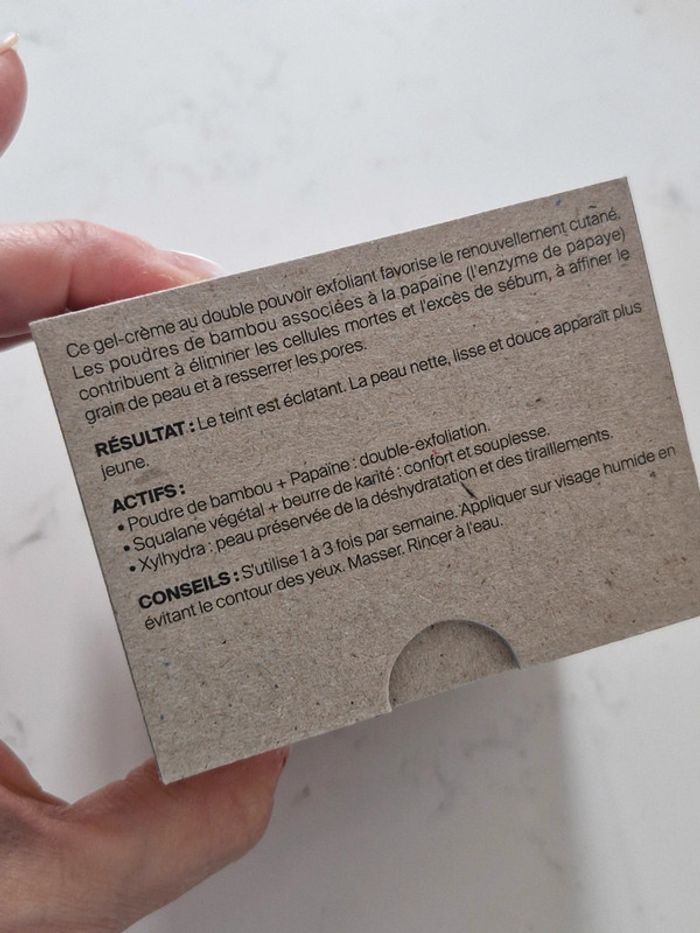 Ce gel-crème au double pouvoir exfoliant favorise le renouvellement cutané.
Les poudres de bambou associées à la papaïne (l'enzyme de papaye)
contribuent à éliminer les cellules mortes et l'excès de sébum, à affiner le
grain de peau et à resserrer les pores.
RÉSULTAT : Le teint est éclatant. La peau nette, lisse et douce apparaît plus
jeune.
ACTIFS :
• Poudre de bambou + Papaïne : double-exfoliation.
• Squalane végétal + beurre de karité : confort et souplesse.
• Xylhydra : peau préservée de la déshydratation et des tiraillements.
CONSEILS : S'utilise 1 à 3 fois par semaine. Appliquer sur visage humide en
évitant le contour des yeux. Masser. Rincer à l'eau.